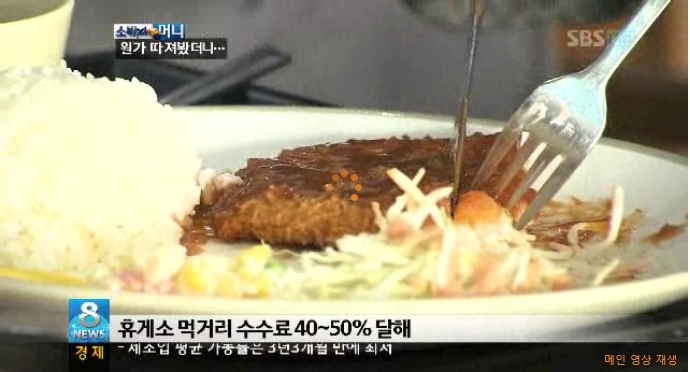 소비자 머니
원가 따져봤더니…
SBS
8 NEWS
휴게소 먹거리 수수료 40~50% 달해
경제
- 제조업 평균 가동률은 3년3개월 만에 최저
메인 영상 재생